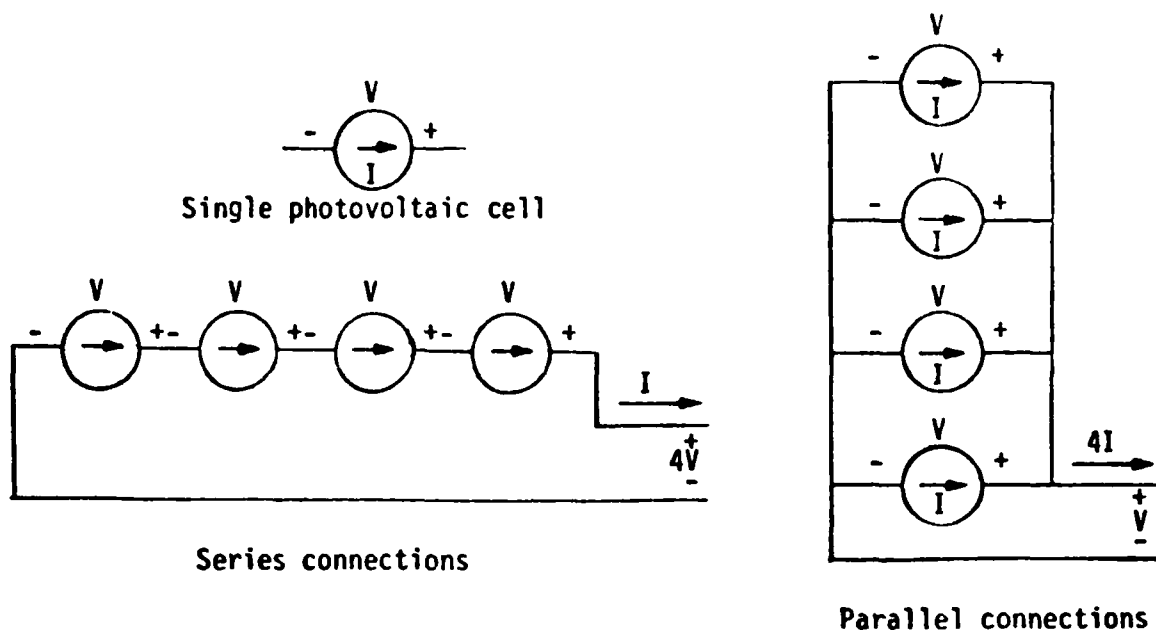 V
- +
I
Single photovoltaic cell
V V V V
- +- +- +- +
I
+
4V
-
Series connections
V
- +
I
V
- +
I
V
- +
I
V
- +
I
4I
+
V
-
Parallel connections